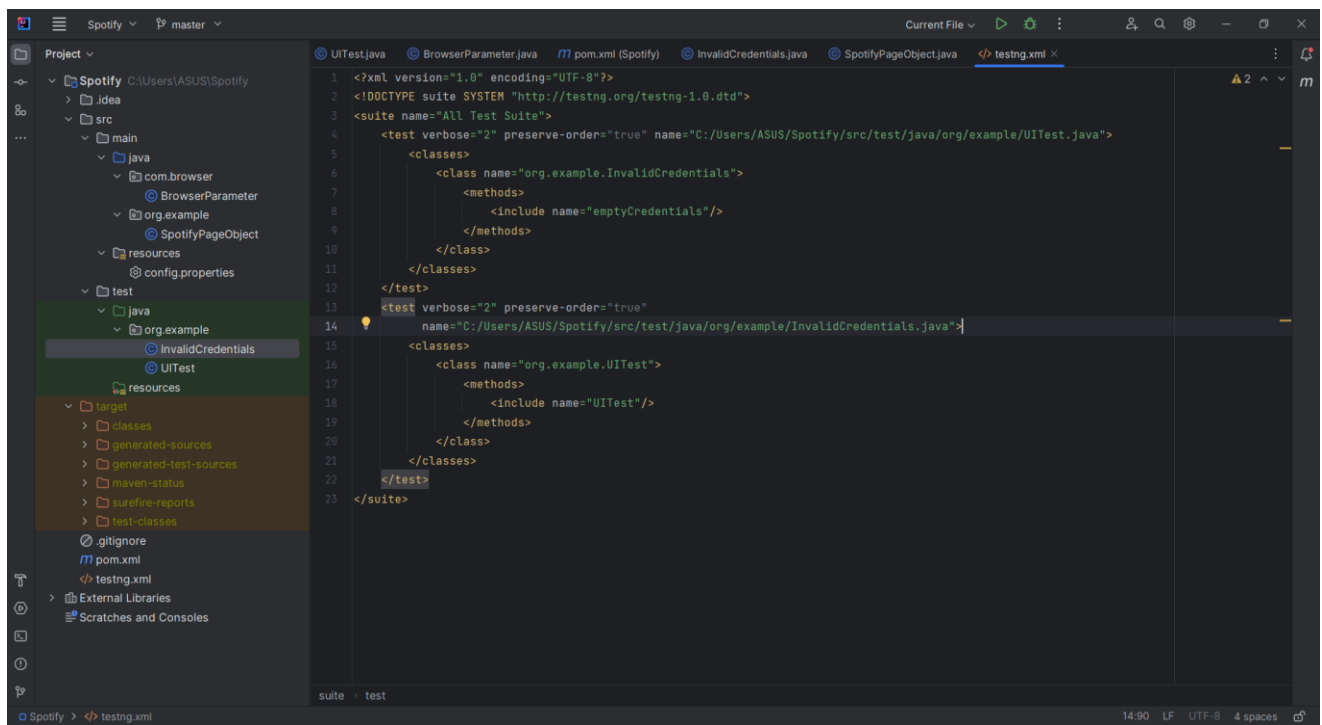 Spotify master Current File
Project
Spotify C:\Users\ASUS\Spotify
.idea
src
main
java
com.browser
BrowserParameter
org.example
SpotifyPageObject
resources
config.properties
test
java
org.example
InvalidCredentials
UITest
resources
target
classes
generated-sources
generated-test-sources
maven-status
surefire-reports
test-classes
.gitignore
m pom.xml
</> testng.xml
External Libraries
Scratches and Consoles
UITest.java BrowserParameter.java m pom.xml (Spotify) InvalidCredentials.java SpotifyPageObject.java </> testng.xml
2
m
1 <?xml version="1.0" encoding="UTF-8"?>
2 <!DOCTYPE suite SYSTEM "http://testng.org/testng-1.0.dtd">
3 <suite name="All Test Suite">
4 <test verbose="2" preserve-order="true" name="C:/Users/ASUS/Spotify/src/test/java/org/example/UITest.java">
5 <classes>
6 <class name="org.example.InvalidCredentials">
7 <methods>
8 <include name="emptyCredentials"/>
9 </methods>
10 </class>
11 </classes>
12 </test>
13 <test verbose="2" preserve-order="true"
14 name="C:/Users/ASUS/Spotify/src/test/java/org/example/InvalidCredentials.java">
15 <classes>
16 <class name="org.example.UITest">
17 <methods>
18 <include name="UITest"/>
19 </methods>
20 </class>
21 </classes>
22 </test>
23 </suite>
suite › test
Spotify > </> testng.xml 14:90 LF UTF-8 4 spaces